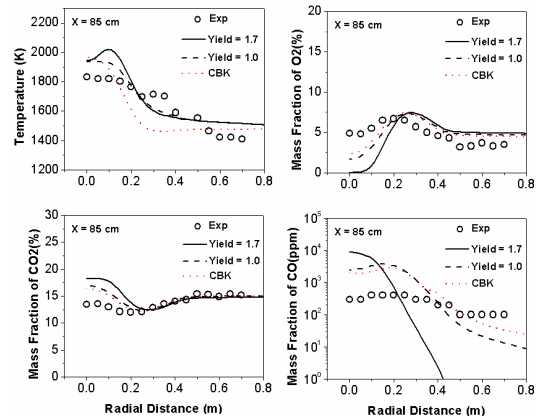 X = 85 cm
Exp
Yield = 1.7
Yield = 1.0
CBK
Temperature (K)
2200
2000
1800
1600
1400
1200
0.0 0.2 0.4 0.6 0.8
X = 85 cm
Exp
Yield = 1.7
Yield = 1.0
CBK
Mass Fraction of O2(%)
20
15
10
5
0
0.0 0.2 0.4 0.6 0.8
X = 85 cm
Exp
Yield = 1.7
Yield = 1.0
CBK
Mass Fraction of CO2(%)
30
25
20
15
10
5
0
0.0 0.2 0.4 0.6 0.8
Radial Distance (m)
X = 85 cm
Exp
Yield = 1.7
Yield = 1.0
CBK
Mass Fraction of CO(ppm)
10^5
10^4
10^3
10^2
10^1
10^0
0.0 0.2 0.4 0.6 0.8
Radial Distance (m)